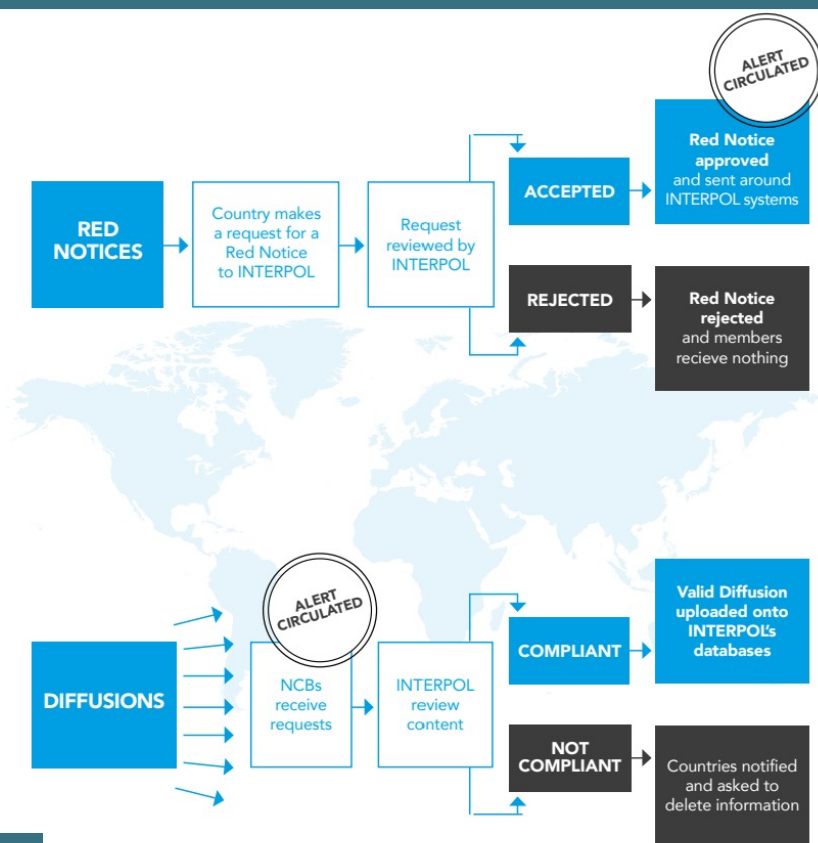 ALERT
CIRCULATED
RED
NOTICES
Country makes
a request for a
Red Notice
to INTERPOL
Request
reviewed by
INTERPOL
ACCEPTED
Red Notice
approved
and sent around
INTERPOL systems
REJECTED
Red Notice
rejected
and members
recieve nothing
DIFFUSIONS
ALERT
CIRCULATED
NCBs
receive
requests
INTERPOL
review
content
COMPLIANT
Valid Diffusion
uploaded onto
INTERPOL's
databases
NOT
COMPLIANT
Countries notified
and asked to
delete information